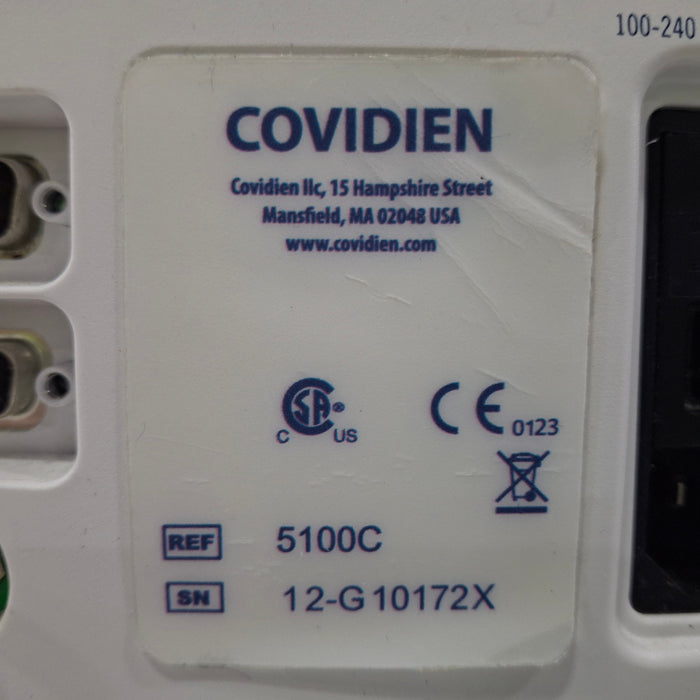 100-240
COVIDIEN
Covidien llc, 15 Hampshire Street
Mansfield, MA 02048 USA
www.covidien.com
C SA® US
CE 0123
REF 5100C
SN 12-G10172X